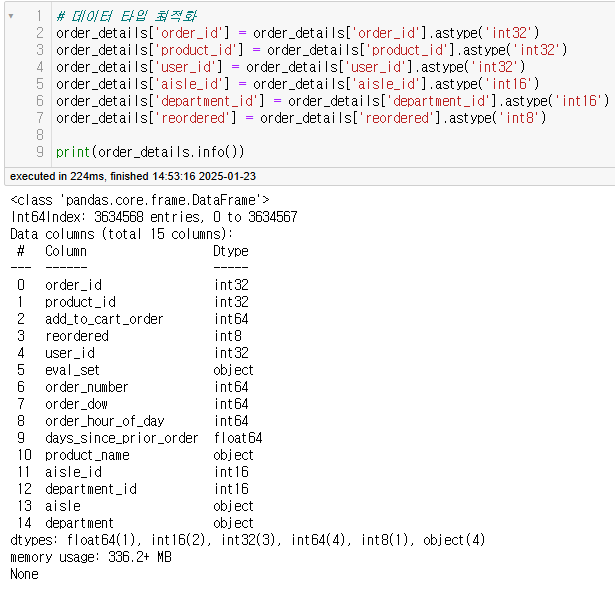 1 # 데이터 타입 최적화
2 order_details['order_id'] = order_details['order_id'].astype('int32')
3 order_details['product_id'] = order_details['product_id'].astype('int32')
4 order_details['user_id'] = order_details['user_id'].astype('int32')
5 order_details['aisle_id'] = order_details['aisle_id'].astype('int16')
6 order_details['department_id'] = order_details['department_id'].astype('int16')
7 order_details['reordered'] = order_details['reordered'].astype('int8')
8
9 print(order_details.info())
executed in 224ms, finished 14:53:16 2025-01-23
<class 'pandas.core.frame.DataFrame'>
Int64Index: 3634568 entries, 0 to 3634567
Data columns (total 15 columns):
 #   Column                  Dtype
---  ------                  -----
 0   order_id                int32
 1   product_id              int32
 2   add_to_cart_order       int64
 3   reordered               int8
 4   user_id                 int32
 5   eval_set                object
 6   order_number            int64
 7   order_dow               int64
 8   order_hour_of_day       int64
 9   days_since_prior_order  float64
 10  product_name            object
 11  aisle_id                int16
 12  department_id           int16
 13  aisle                   object
 14  department              object
dtypes: float64(1), int16(2), int32(3), int64(4), int8(1), object(4)
memory usage: 336.2+ MB
None